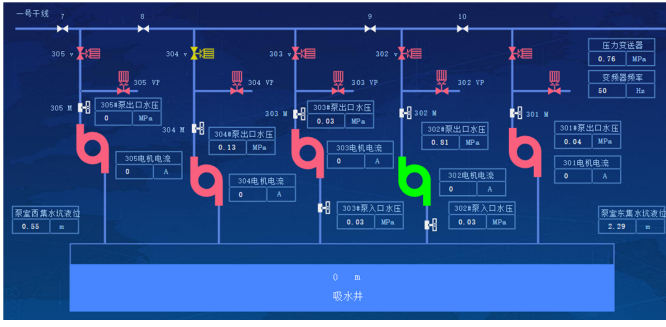 一号干线
7
8
9
10
305 V
304 V
303 V
302 V
305 VP
304 VP
303 VP
302 VP
压力变送器
0.76 MPa
变频器频率
50 Hz
305 M
304 M
303 M
302 M
301 M
305#泵出口水压
0 MPa
304#泵出口水压
0.13 MPa
303#泵出口水压
0.03 MPa
302#泵出口水压
0.81 MPa
301#泵出口水压
0.04 MPa
305电机电流
0 A
304电机电流
0 A
303电机电流
0 A
302电机电流
0 A
301电机电流
0 A
泵室西集水坑液位
0.55 m
303#泵入口水压
0.03 MPa
302#泵入口水压
0.03 MPa
泵室东集水坑液位
2.29 m
0 m
吸水井